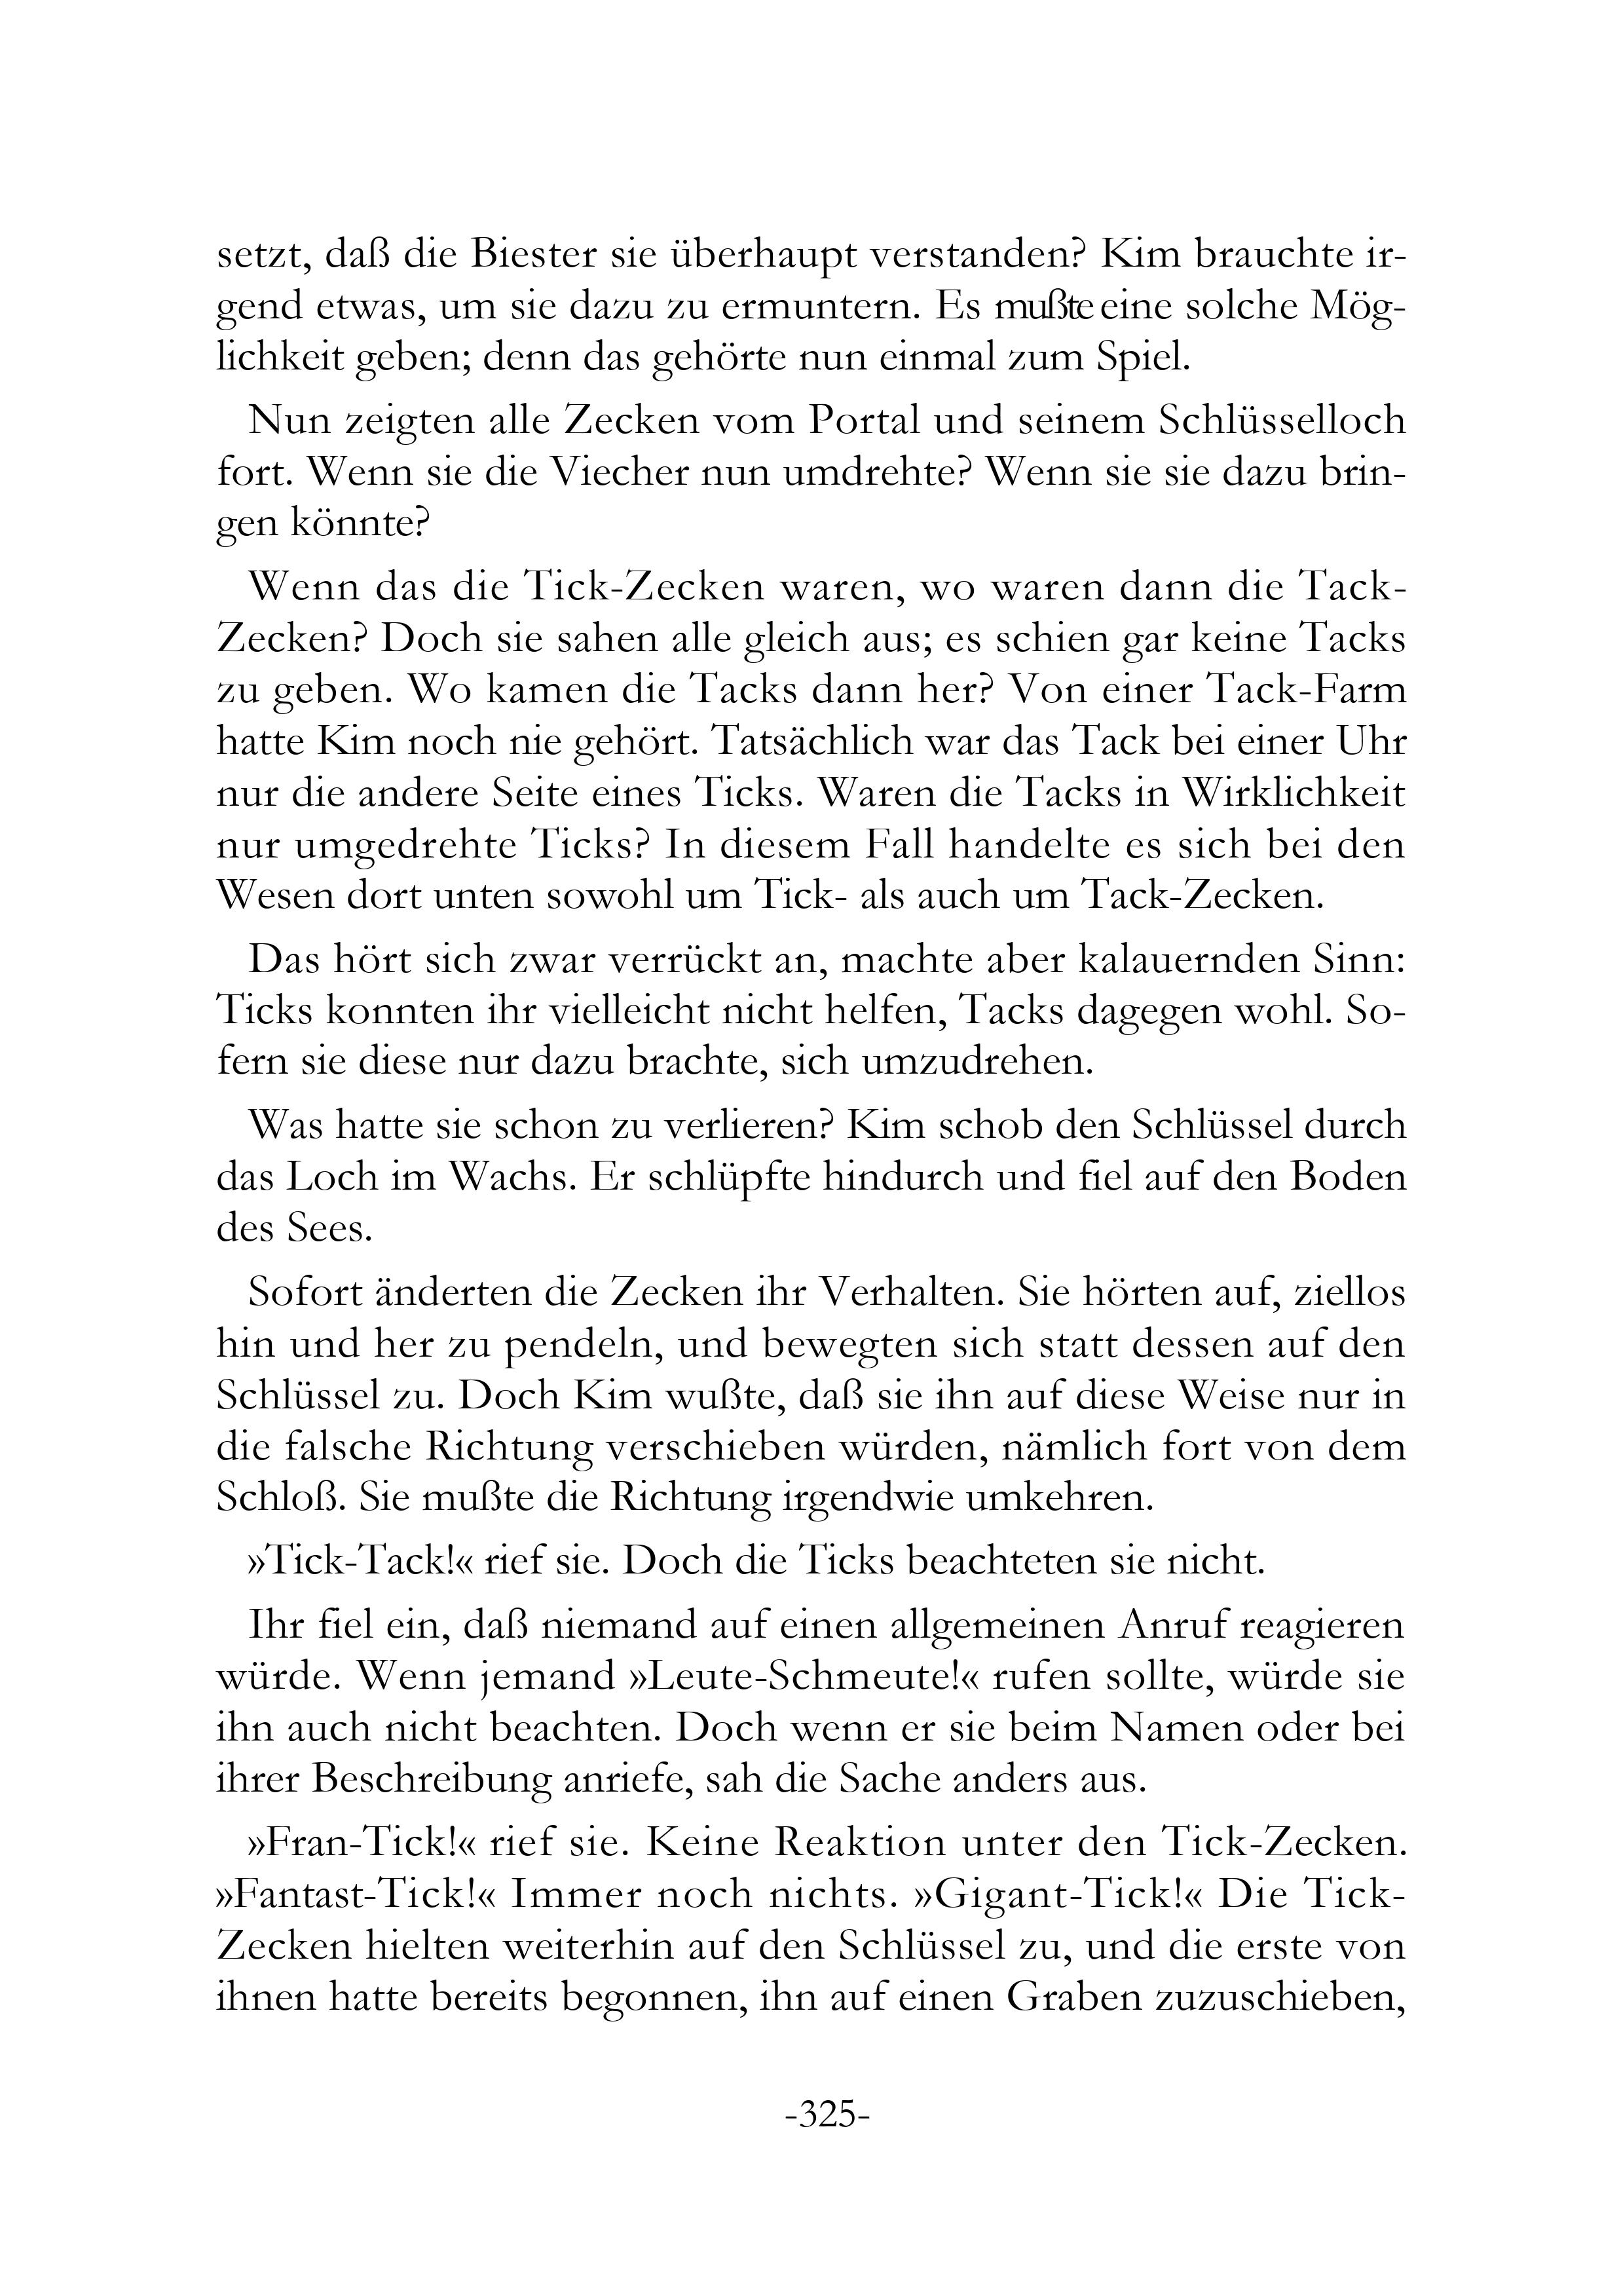 setzt, daß die Biester sie überhaupt verstanden? Kim brauchte ir-
gend etwas, um sie dazu zu ermuntern. Es mußte eine solche Mög-
lichkeit geben; denn das gehörte nun einmal zum Spiel.
Nun zeigten alle Zecken vom Portal und seinem Schlüsselloch
fort. Wenn sie die Viecher nun umdrehte? Wenn sie sie dazu brin-
gen könnte?
Wenn das die Tick-Zecken waren, wo waren dann die Tack-
Zecken? Doch sie sahen alle gleich aus; es schien gar keine Tacks
zu geben. Wo kamen die Tacks dann her? Von einer Tack-Farm
hatte Kim noch nie gehört. Tatsächlich war das Tack bei einer Uhr
nur die andere Seite eines Ticks. Waren die Tacks in Wirklichkeit
nur umgedrehte Ticks? In diesem Fall handelte es sich bei den
Wesen dort unten sowohl um Tick- als auch um Tack-Zecken.
Das hört sich zwar verrückt an, machte aber kalauernden Sinn:
Ticks konnten ihr vielleicht nicht helfen, Tacks dagegen wohl. So-
fern sie diese nur dazu brachte, sich umzudrehen.
Was hatte sie schon zu verlieren? Kim schob den Schlüssel durch
das Loch im Wachs. Er schlüpfte hindurch und fiel auf den Boden
des Sees.
Sofort änderten die Zecken ihr Verhalten. Sie hörten auf, ziellos
hin und her zu pendeln, und bewegten sich statt dessen auf den
Schlüssel zu. Doch Kim wußte, daß sie ihn auf diese Weise nur in
die falsche Richtung verschieben würden, nämlich fort von dem
Schloß. Sie mußte die Richtung irgendwie umkehren.
»Tick-Tack!« rief sie. Doch die Ticks beachteten sie nicht.
Ihr fiel ein, daß niemand auf einen allgemeinen Anruf reagieren
würde. Wenn jemand »Leute-Schmeute!« rufen sollte, würde sie
ihn auch nicht beachten. Doch wenn er sie beim Namen oder bei
ihrer Beschreibung anriefe, sah die Sache anders aus.
»Fran-Tick!« rief sie. Keine Reaktion unter den Tick-Zecken.
»Fantast-Tick!« Immer noch nichts. »Gigant-Tick!« Die Tick-
Zecken hielten weiterhin auf den Schlüssel zu, und die erste von
ihnen hatte bereits begonnen, ihn auf einen Graben zuzuschieben,
-325-